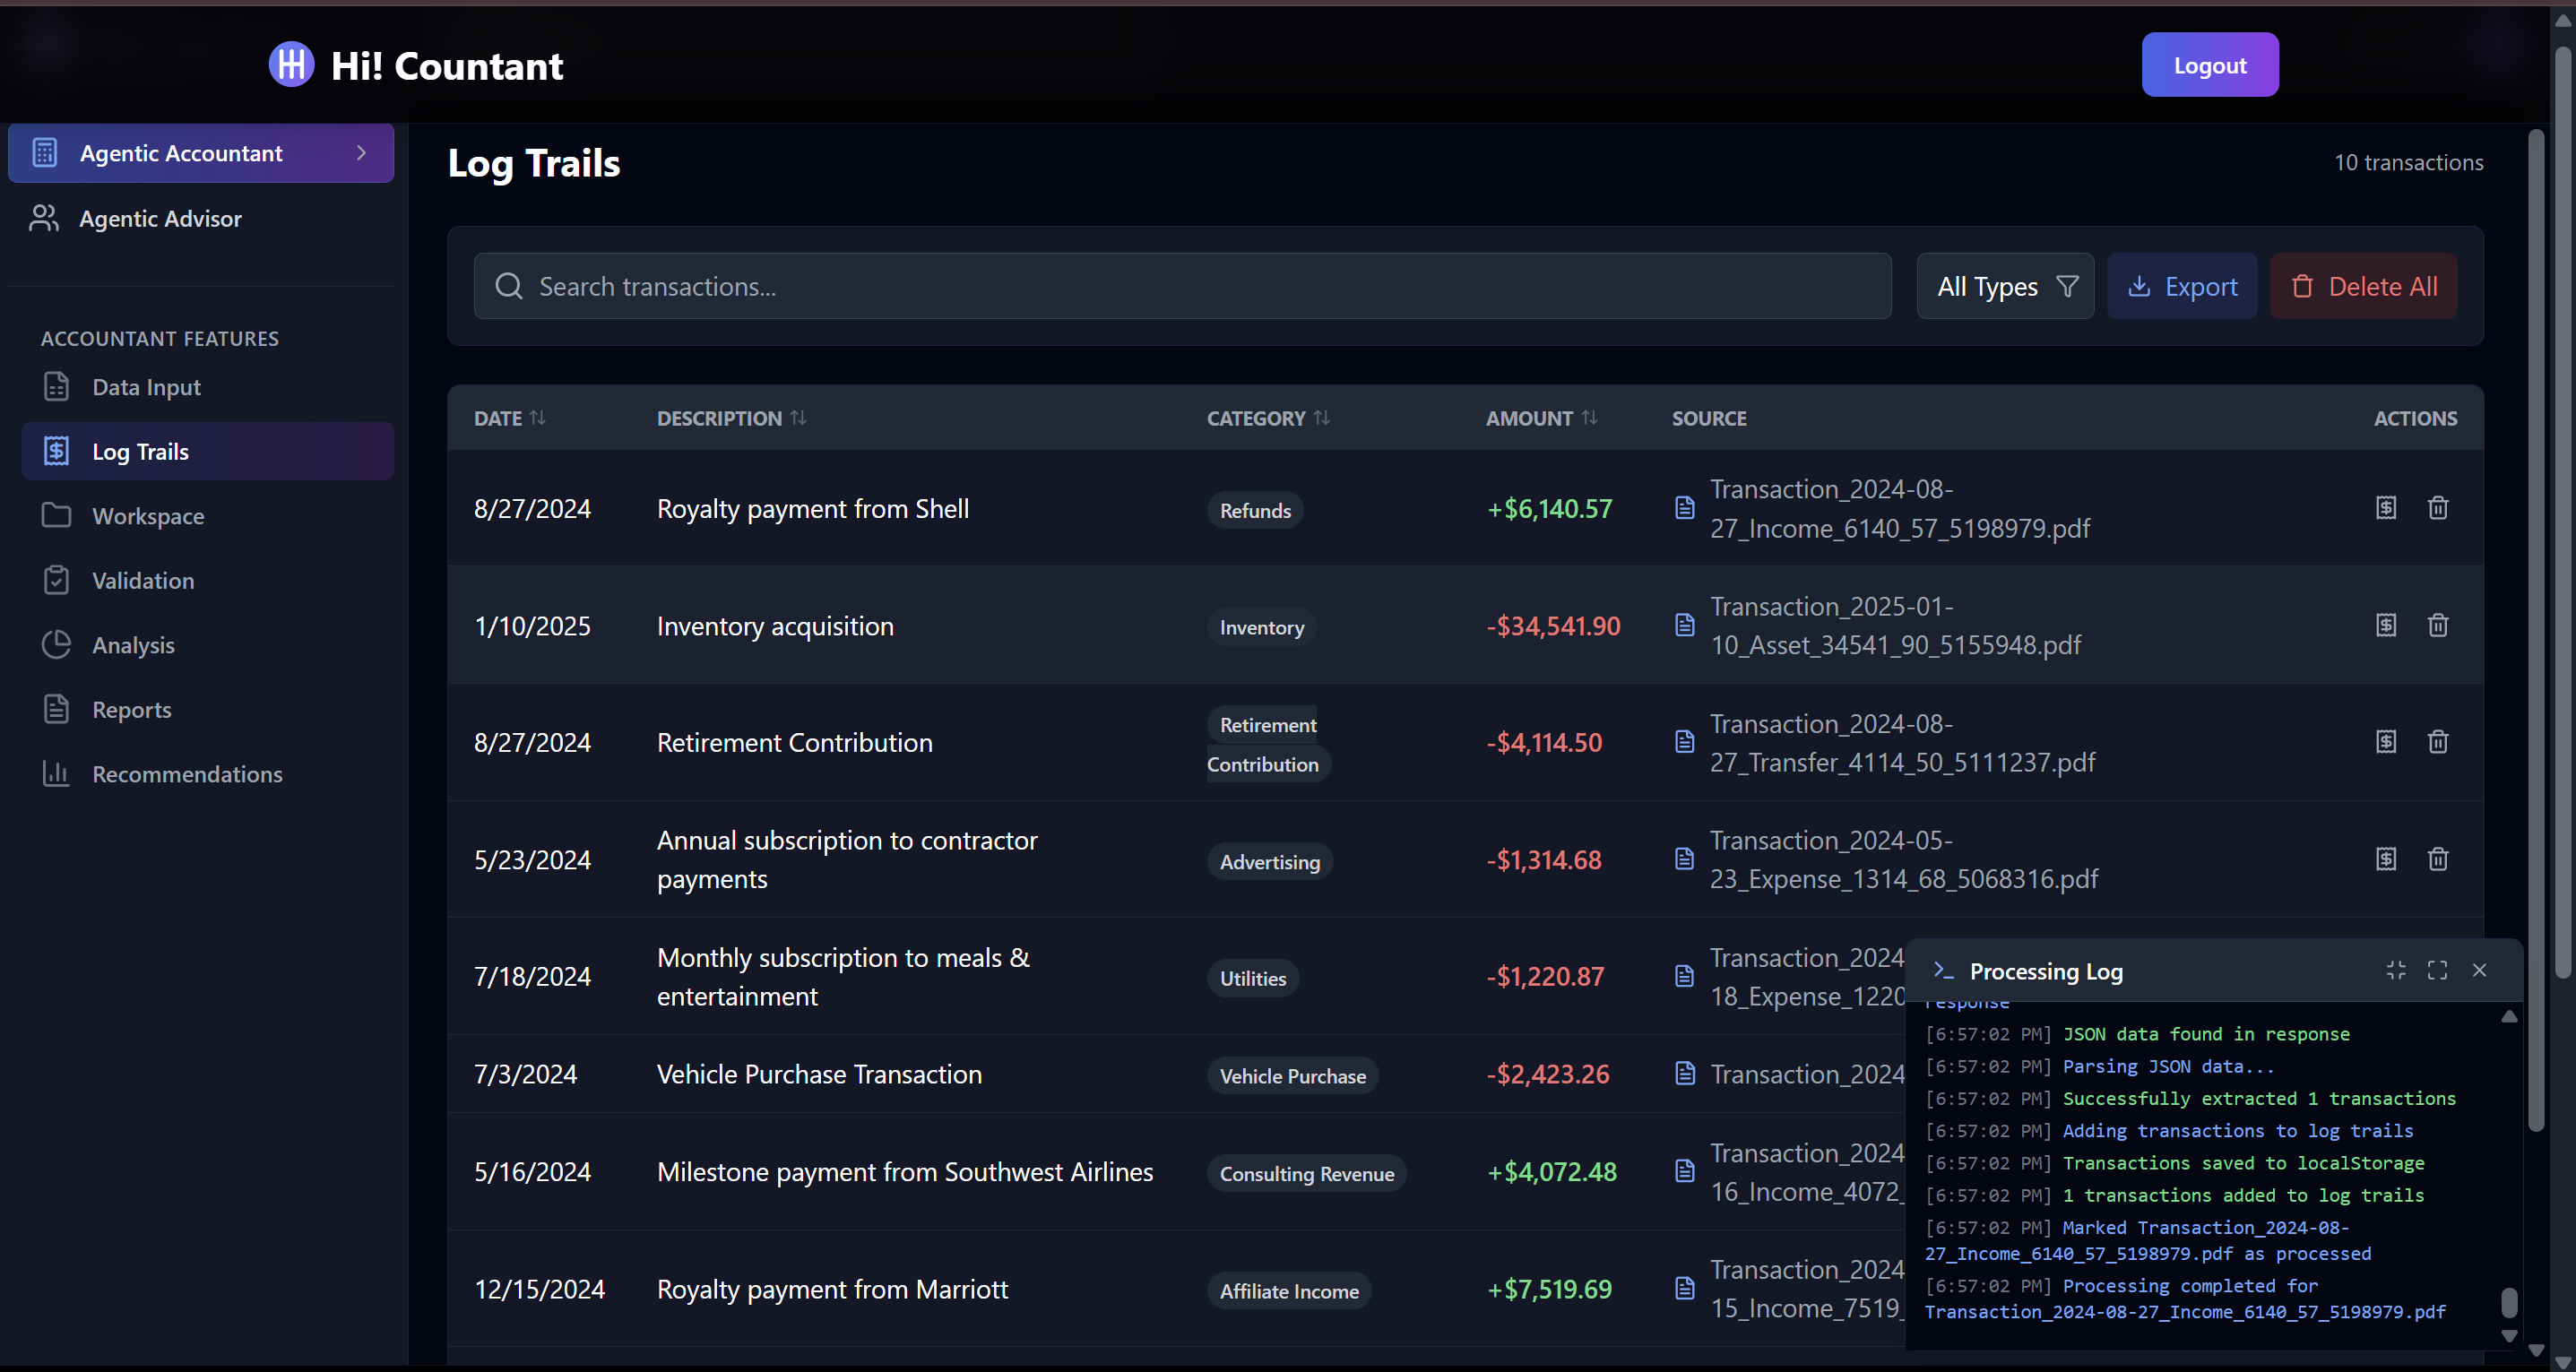 Hi! Countant
Logout
Agentic Accountant
Agentic Advisor
ACCOUNTANT FEATURES
Data Input
Log Trails
Workspace
Validation
Analysis
Reports
Recommendations
Log Trails
10 transactions
Search transactions...
All Types
Export
Delete All
DATE DESCRIPTION CATEGORY AMOUNT SOURCE ACTIONS
8/27/2024 Royalty payment from Shell Refunds +$6,140.57 Transaction_2024-08-
27_Income_6140_57_5198979.pdf
1/10/2025 Inventory acquisition Inventory -$34,541.90 Transaction_2025-01-
10_Asset_34541_90_5155948.pdf
8/27/2024 Retirement Contribution Retirement
Contribution -$4,114.50 Transaction_2024-08-
27_Transfer_4114_50_5111237.pdf
5/23/2024 Annual subscription to contractor
payments Advertising -$1,314.68 Transaction_2024-05-
23_Expense_1314_68_5068316.pdf
7/18/2024 Monthly subscription to meals &
entertainment Utilities -$1,220.87 Transaction_2024
18_Expense_1220
7/3/2024 Vehicle Purchase Transaction Vehicle Purchase -$2,423.26 Transaction_2024
5/16/2024 Milestone payment from Southwest Airlines Consulting Revenue +$4,072.48 Transaction_2024
16_Income_4072_
12/15/2024 Royalty payment from Marriott Affiliate Income +$7,519.69 Transaction_2024
15_Income_7519_
Processing Log
response
[6:57:02 PM] JSON data found in response
[6:57:02 PM] Parsing JSON data...
[6:57:02 PM] Successfully extracted 1 transactions
[6:57:02 PM] Adding transactions to log trails
[6:57:02 PM] Transactions saved to localStorage
[6:57:02 PM] 1 transactions added to log trails
[6:57:02 PM] Marked Transaction_2024-08-
27_Income_6140_57_5198979.pdf as processed
[6:57:02 PM] Processing completed for
Transaction_2024-08-27_Income_6140_57_5198979.pdf